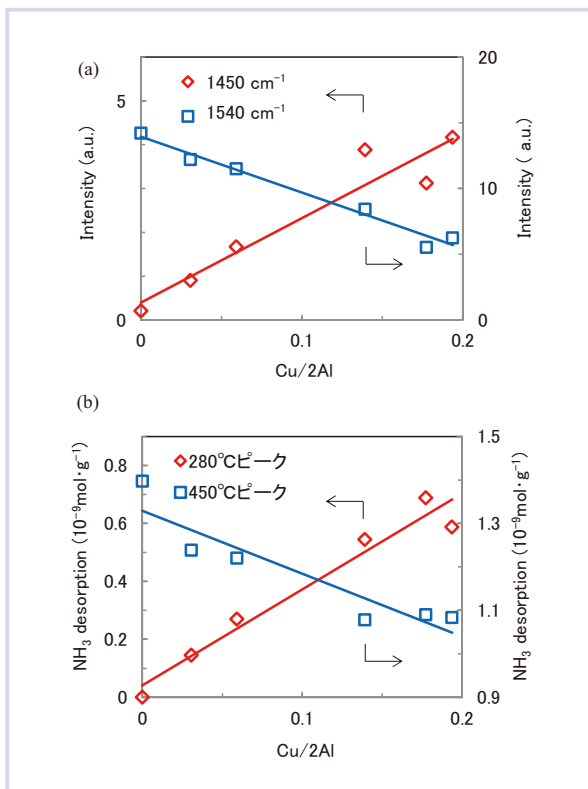 (a)
1450 cm⁻¹
1540 cm⁻¹
Intensity (a.u.)
5
0
20
10
0
Intensity ( a.u.)
0
0.1
0.2
Cu/2Al
(b)
280℃ピーク
450℃ピーク
NH₃ desorption (10⁻⁹mol·g⁻¹)
0.8
0.6
0.4
0.2
0
1.5
1.3
1.1
0.9
NH₃ desorption (10⁻⁹mol·g⁻¹)
0
0.1
0.2
Cu/2Al